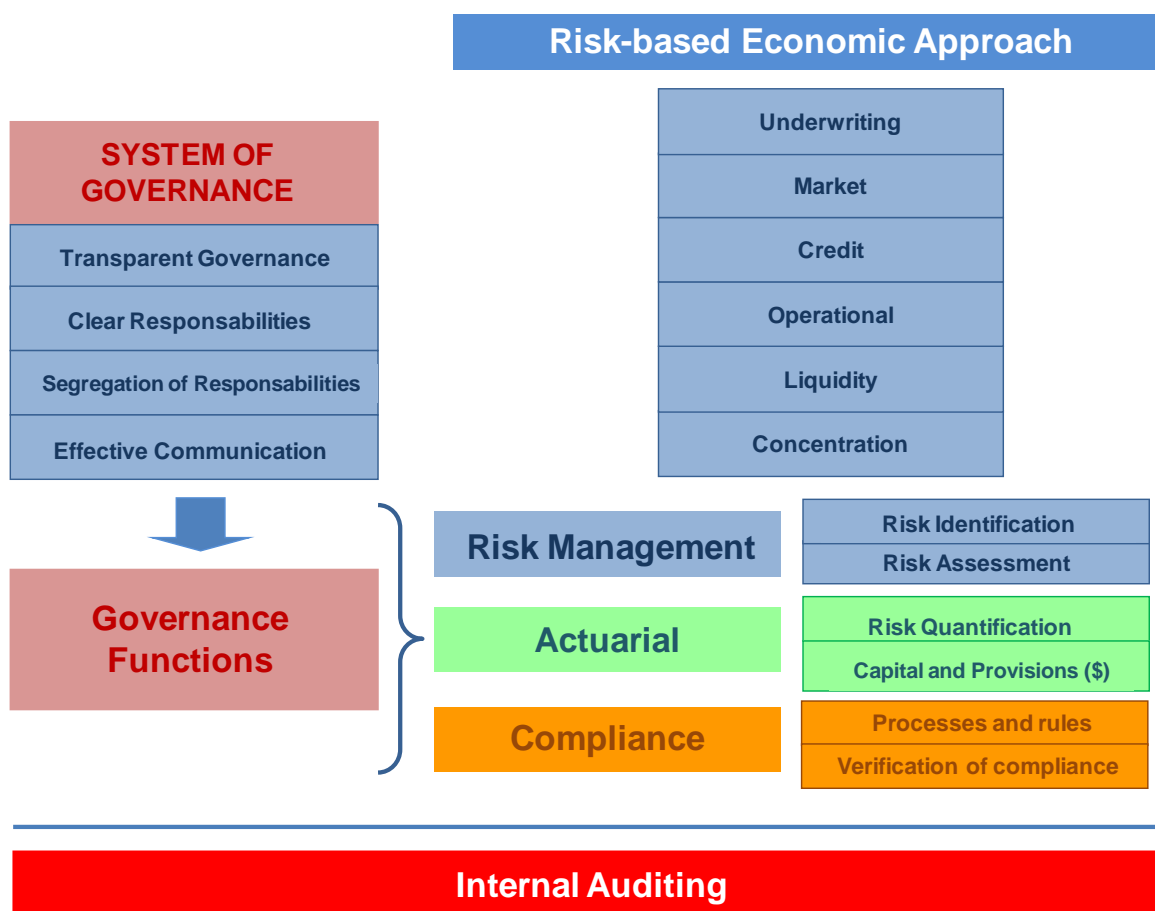 Risk-based Economic Approach
SYSTEM OF
GOVERNANCE
Transparent Governance
Clear Responsabilities
Segregation of Responsabilities
Effective Communication
Underwriting
Market
Credit
Operational
Liquidity
Concentration
Governance
Functions
Risk Management
Risk Identification
Risk Assessment
Actuarial
Risk Quantification
Capital and Provisions ($)
Compliance
Processes and rules
Verification of compliance
Internal Auditing